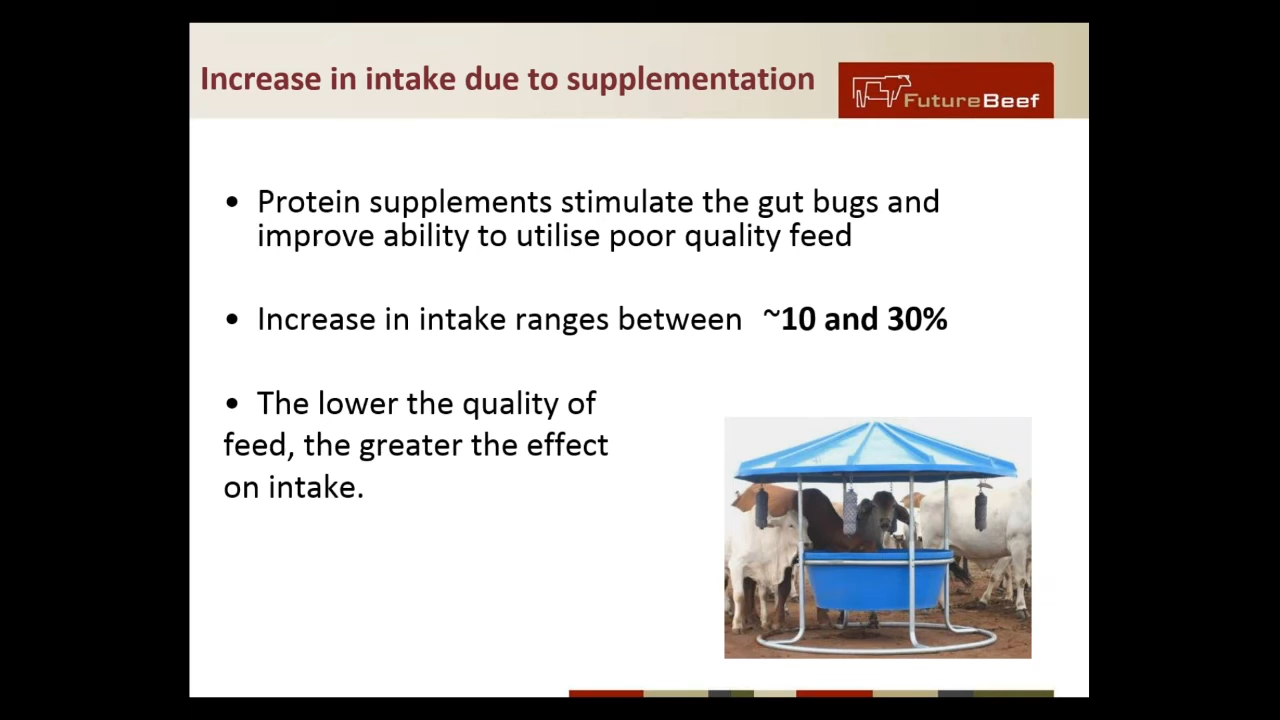 Increase in intake due to supplementation
FutureBeef
• Protein supplements stimulate the gut bugs and
improve ability to utilise poor quality feed
• Increase in intake ranges between ~10 and 30%
• The lower the quality of
feed, the greater the effect
on intake.